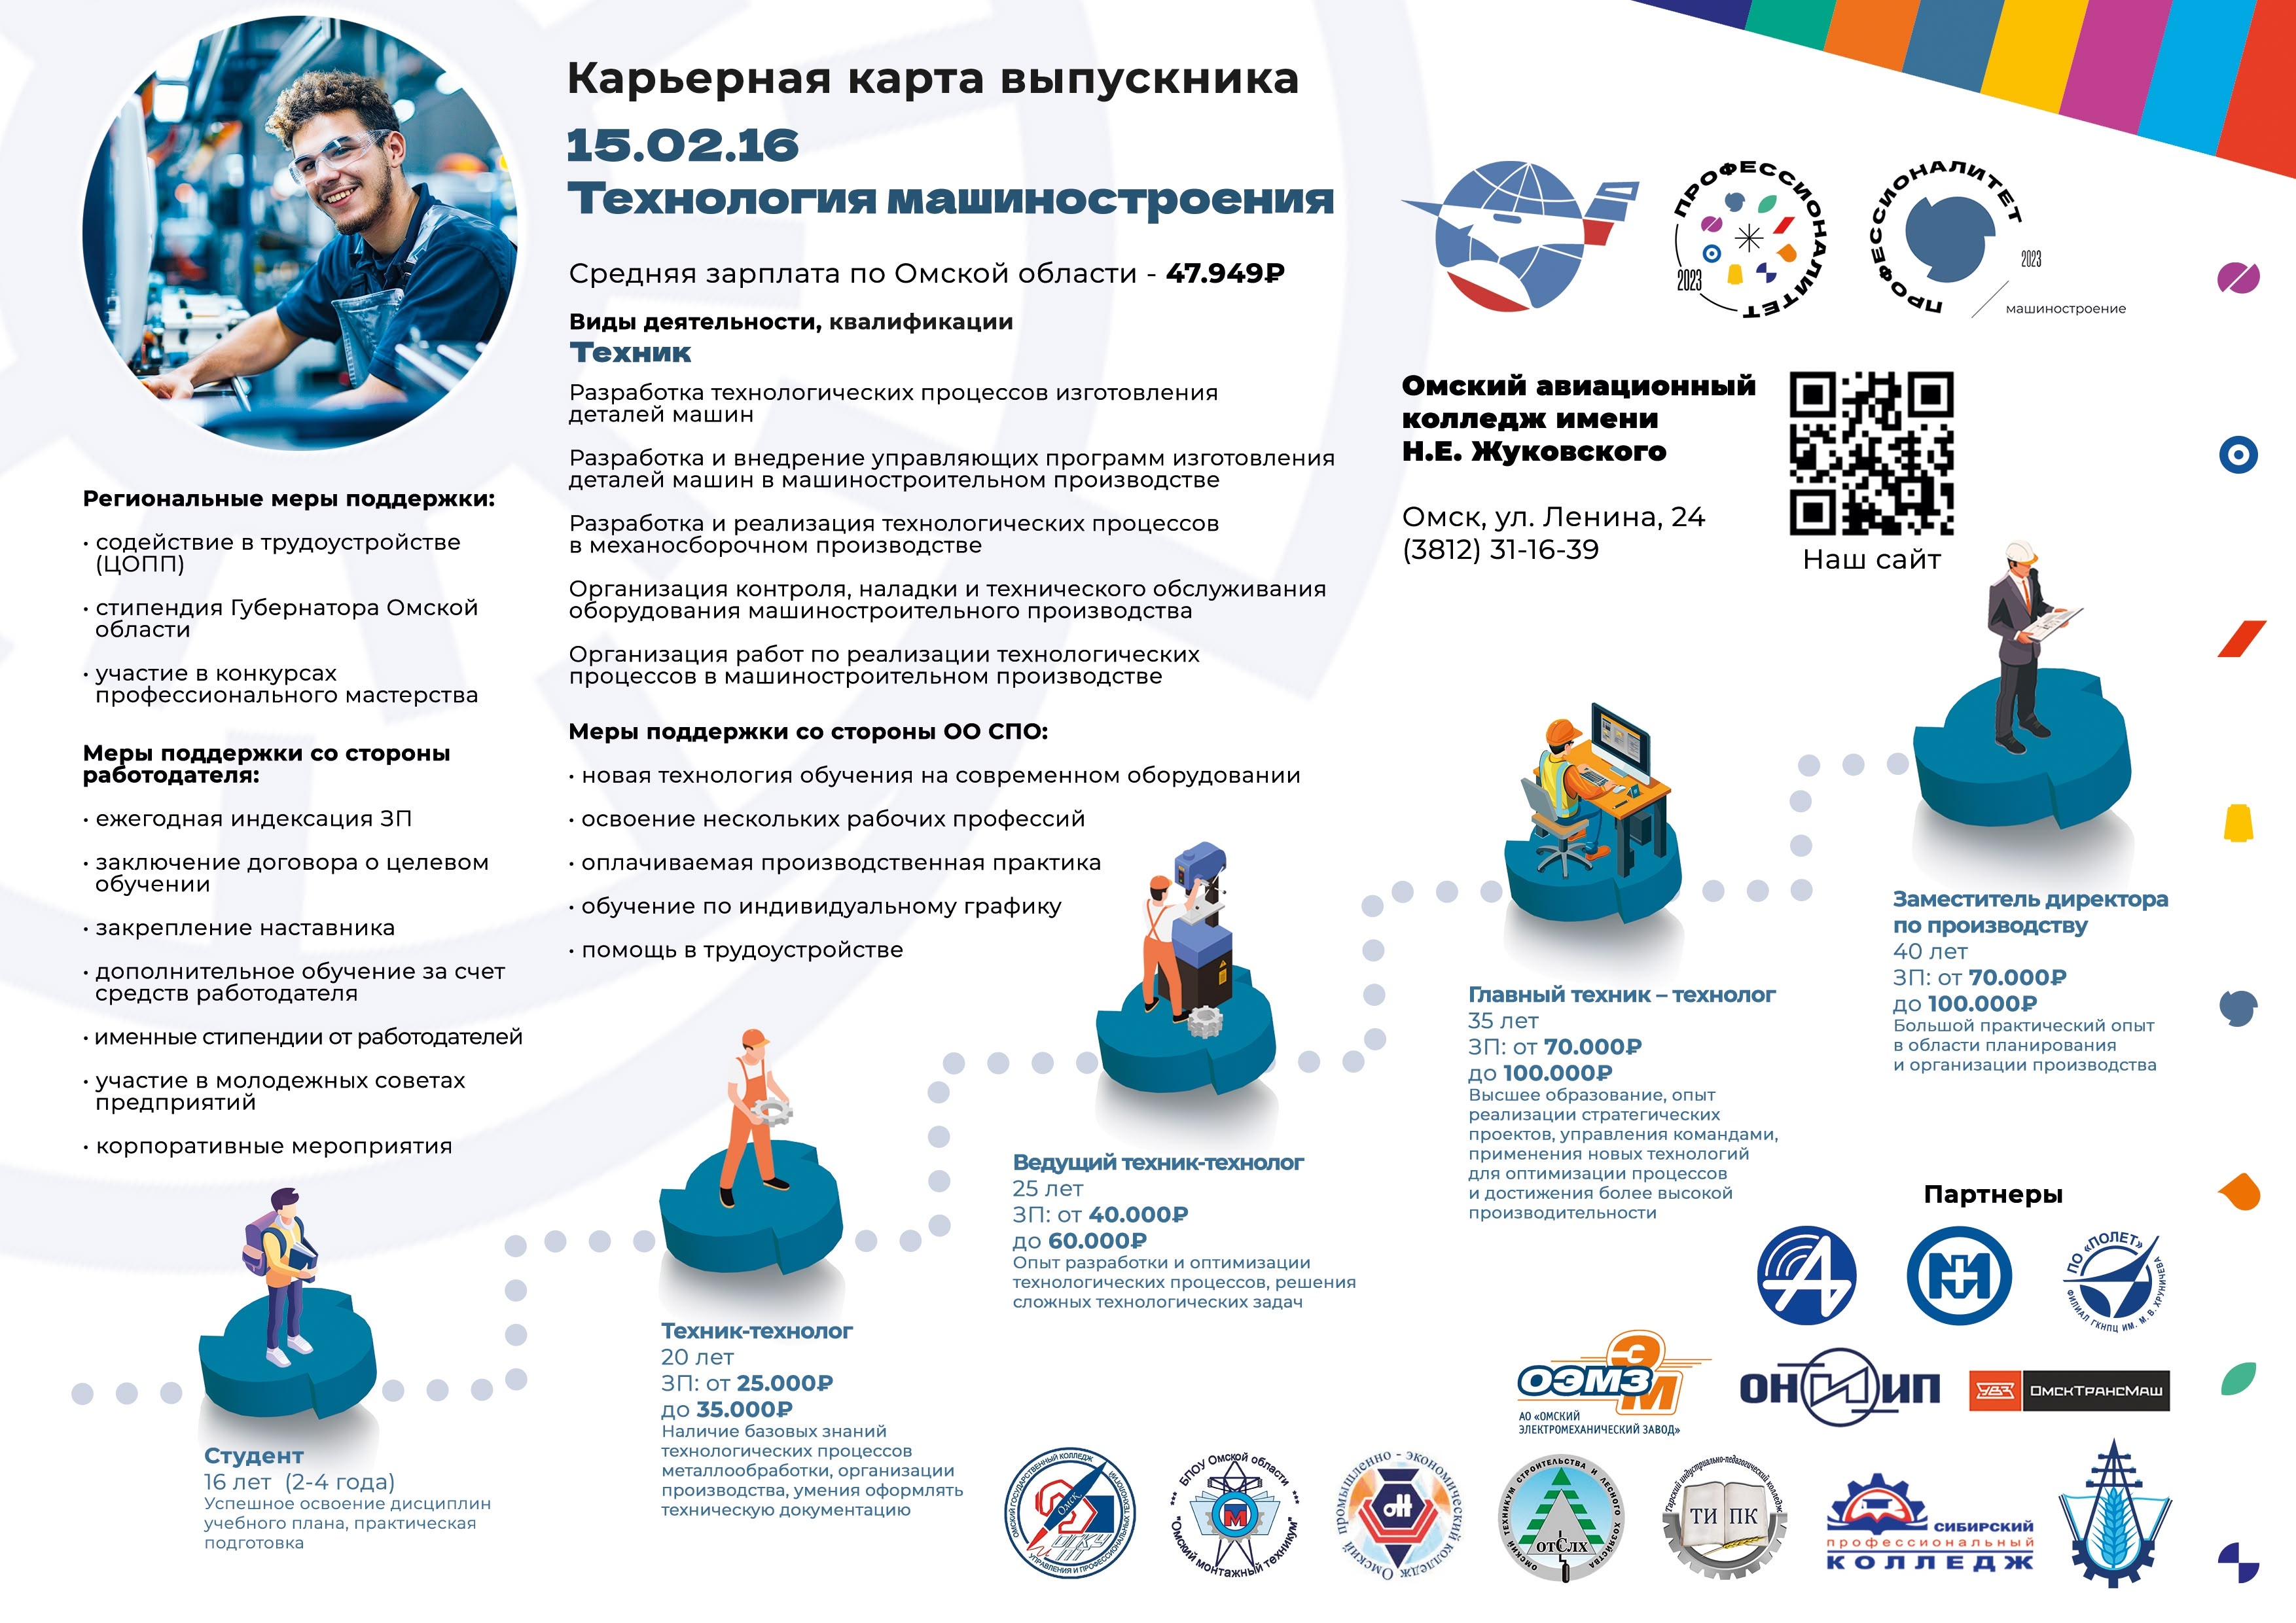 Карьерная карта выпускника
15.02.16
Технология машиностроения
Средняя зарплата по Омской области - 47.949₽
Виды деятельности, квалификации
Техник
Разработка технологических процессов изготовления
деталей машин
Разработка и внедрение управляющих программ изготовления
деталей машин в машиностроительном производстве
Разработка и реализация технологических процессов
в механосборочном производстве
Организация контроля, наладки и технического обслуживания
оборудования машиностроительного производства
Организация работ по реализации технологических
процессов в машиностроительном производстве
Меры поддержки со стороны ОО СПО:
· новая технология обучения на современном оборудовании
· освоение нескольких рабочих профессий
· оплачиваемая производственная практика
· обучение по индивидуальному графику
· помощь в трудоустройстве
Региональные меры поддержки:
· содействие в трудоустройстве
(ЦОПП)
· стипендия Губернатора Омской
области
· участие в конкурсах
профессионального мастерства
Меры поддержки со стороны
работодателя:
· ежегодная индексация ЗП
· заключение договора о целевом
обучении
· закрепление наставника
· дополнительное обучение за счет
средств работодателя
· именные стипендии от работодателей
· участие в молодежных советах
предприятий
· корпоративные мероприятия
ПРОФЕССИОНАЛИТЕТ
2023
ПРОФЕССИОНАЛИТЕТ
2023
машиностроение
Омский авиационный
колледж имени
Н.Е. Жуковского
Омск, ул. Ленина, 24
(3812) 31-16-39
Наш сайт
Студент
16 лет (2-4 года)
Успешное освоение дисциплин
учебного плана, практическая
подготовка
Техник-технолог
20 лет
ЗП: от 25.000₽
до 35.000₽
Наличие базовых знаний
технологических процессов
металлообработки, организации
производства, умения оформлять
техническую документацию
Ведущий техник-технолог
25 лет
ЗП: от 40.000₽
до 60.000₽
Опыт разработки и оптимизации
технологических процессов, решения
сложных технологических задач
Главный техник – технолог
35 лет
ЗП: от 70.000₽
до 100.000₽
Высшее образование, опыт
реализации стратегических
проектов, управления командами,
применения новых технологий
для оптимизации процессов
и достижения более высокой
производительности
Заместитель директора
по производству
40 лет
ЗП: от 70.000₽
до 100.000₽
Большой практический опыт
в области планирования
и организации производства
Партнеры
ПО «ПОЛЕТ»
ФИЛИАЛ ГКНПЦ ИМ. М. В. ХРУНИЧЕВА
ОЭМЗ
ЭМ
АО «ОМСКИЙ
ЭЛЕКТРОМЕХАНИЧЕСКИЙ ЗАВОД»
ОНИИП
УВЗ ОМСКТРАНСМАШ
ОМСКИЙ ГОСУДАРСТВЕННЫЙ КОЛЛЕДЖ
УПРАВЛЕНИЯ И ПРОФЕССИОНАЛЬНЫХ ТЕХНОЛОГИЙ
Омск
ОГКУ
ПТ
*** БПОУ Омской области ***
"Омский монтажный техникум"
М
Омский промышленно - экономический колледж
ОМСКИЙ ТЕХНИКУМ СТРОИТЕЛЬСТВА И ЛЕСНОГО ХОЗЯЙСТВА
отСлх
Тарский индустриально-педагогический колледж
ТИ ПК
СИБИРСКИЙ
профессиональный
КОЛЛЕДЖ